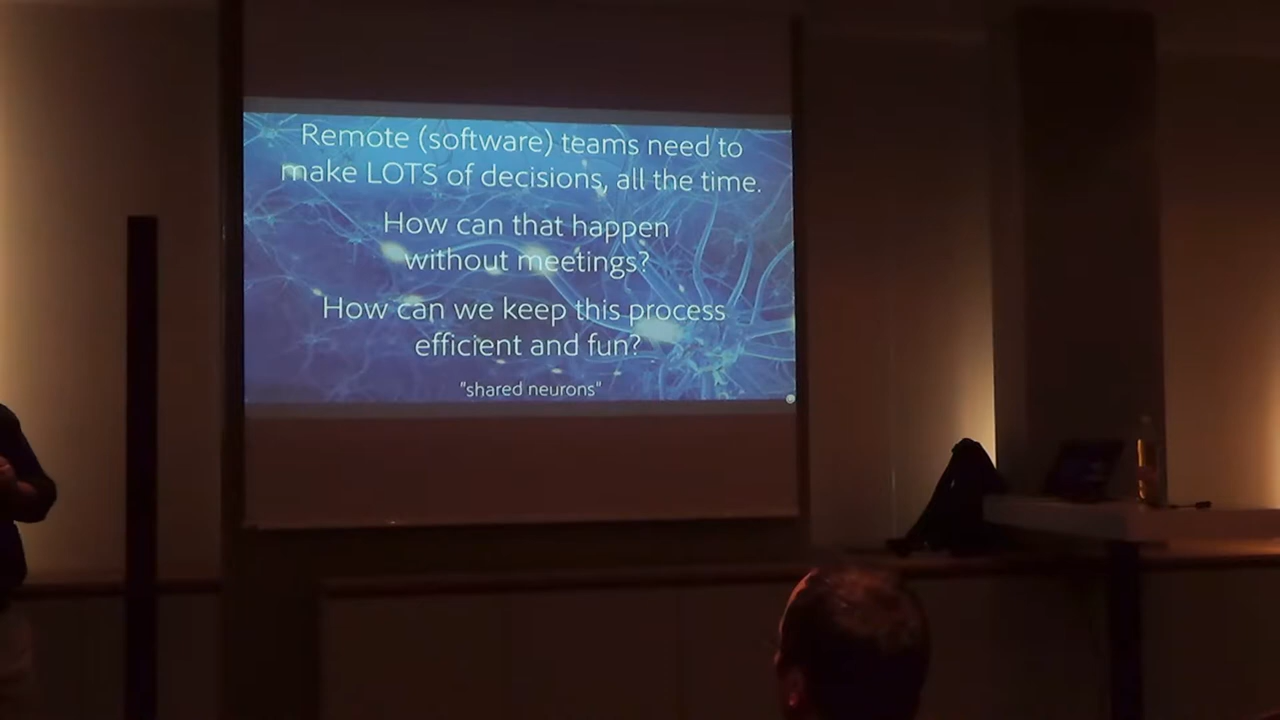 Remote (software) teams need to
make LOTS of decisions, all the time.
How can that happen
without meetings?
How can we keep this process
efficient and fun?
"shared neurons"